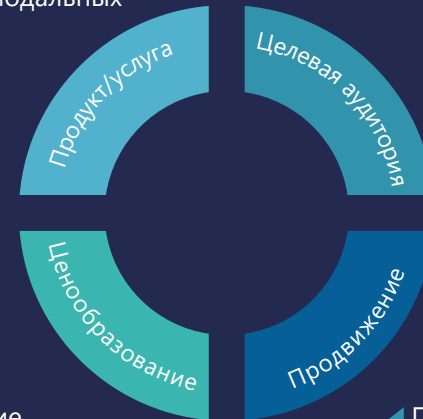 Продукт/услуга
Целевая аудитория
Ценообразование
Продвижение